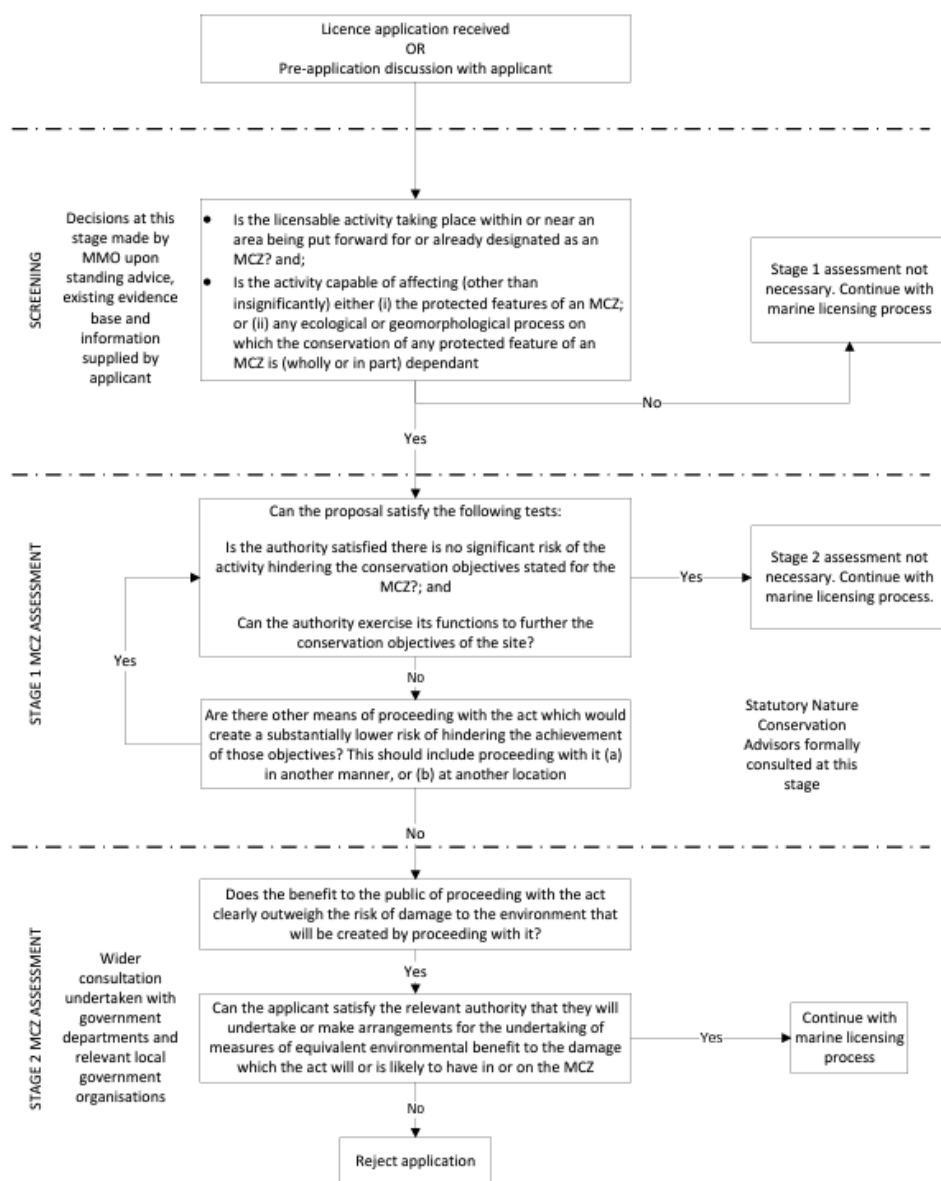 Licence application received
OR
Pre-application discussion with applicant
SCREENING
Decisions at this
stage made by
MMO upon
standing advice,
existing evidence
base and
information
supplied by
applicant
• Is the licensable activity taking place within or near an
area being put forward for or already designated as an
MCZ? and;
• Is the activity capable of affecting (other than
insignificantly) either (i) the protected features of an MCZ;
or (ii) any ecological or geomorphological process on
which the conservation of any protected feature of an
MCZ is (wholly or in part) dependant
Stage 1 assessment not
necessary. Continue with
marine licensing process
No
Yes
STAGE 1 MCZ ASSESSMENT
Can the proposal satisfy the following tests:
Is the authority satisfied there is no significant risk of the
activity hindering the conservation objectives stated for the
MCZ?; and
Can the authority exercise its functions to further the
conservation objectives of the site?
Yes
Stage 2 assessment not
necessary. Continue with
marine licensing process.
Yes
No
Are there other means of proceeding with the act which would
create a substantially lower risk of hindering the achievement
of those objectives? This should include proceeding with it (a)
in another manner, or (b) at another location
Statutory Nature
Conservation
Advisors formally
consulted at this
stage
No
STAGE 2 MCZ ASSESSMENT
Wider
consultation
undertaken with
government
departments and
relevant local
government
organisations
Does the benefit to the public of proceeding with the act
clearly outweigh the risk of damage to the environment that
will be created by proceeding with it?
Yes
Can the applicant satisfy the relevant authority that they will
undertake or make arrangements for the undertaking of
measures of equivalent environmental benefit to the damage
which the act will or is likely to have in or on the MCZ
Yes
Continue with
marine licensing
process
No
Reject application